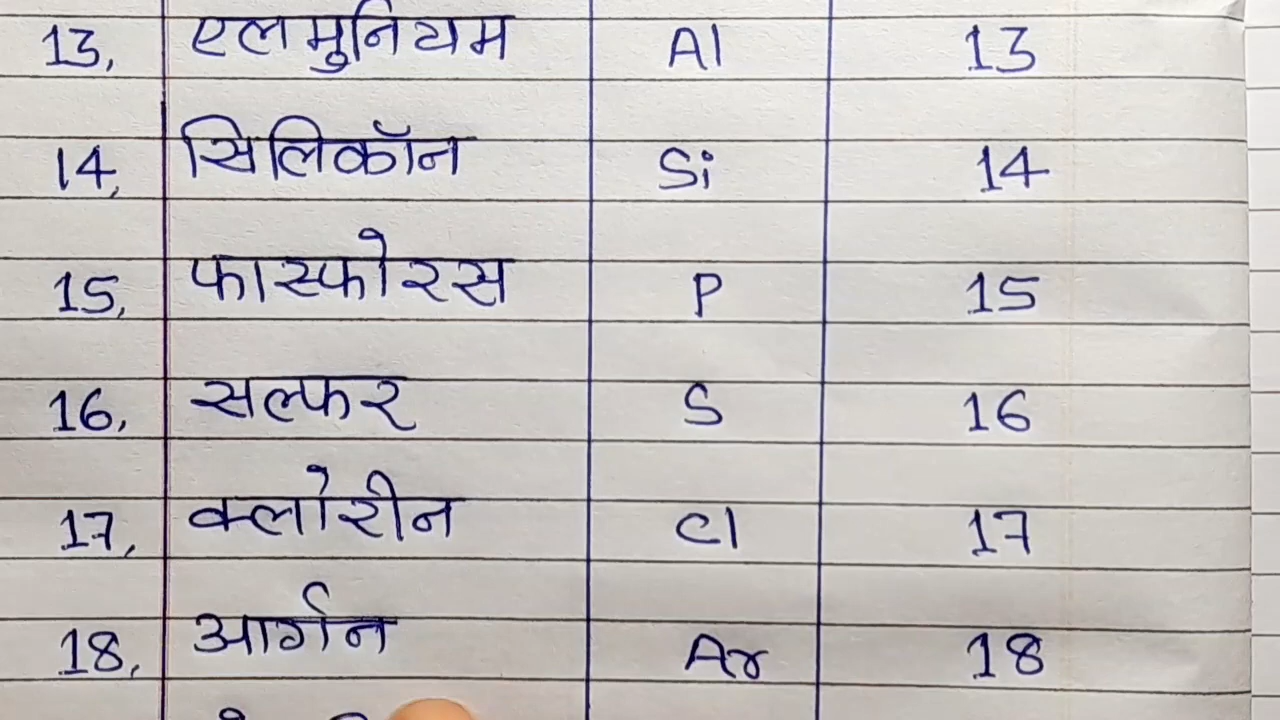 13, एलमुनियम Al 13
14, सिलिकॉन Si 14
15, फास्फोरस P 15
16, सल्फर S 16
17, क्लोरीन Cl 17
18, आर्गन Ar 18